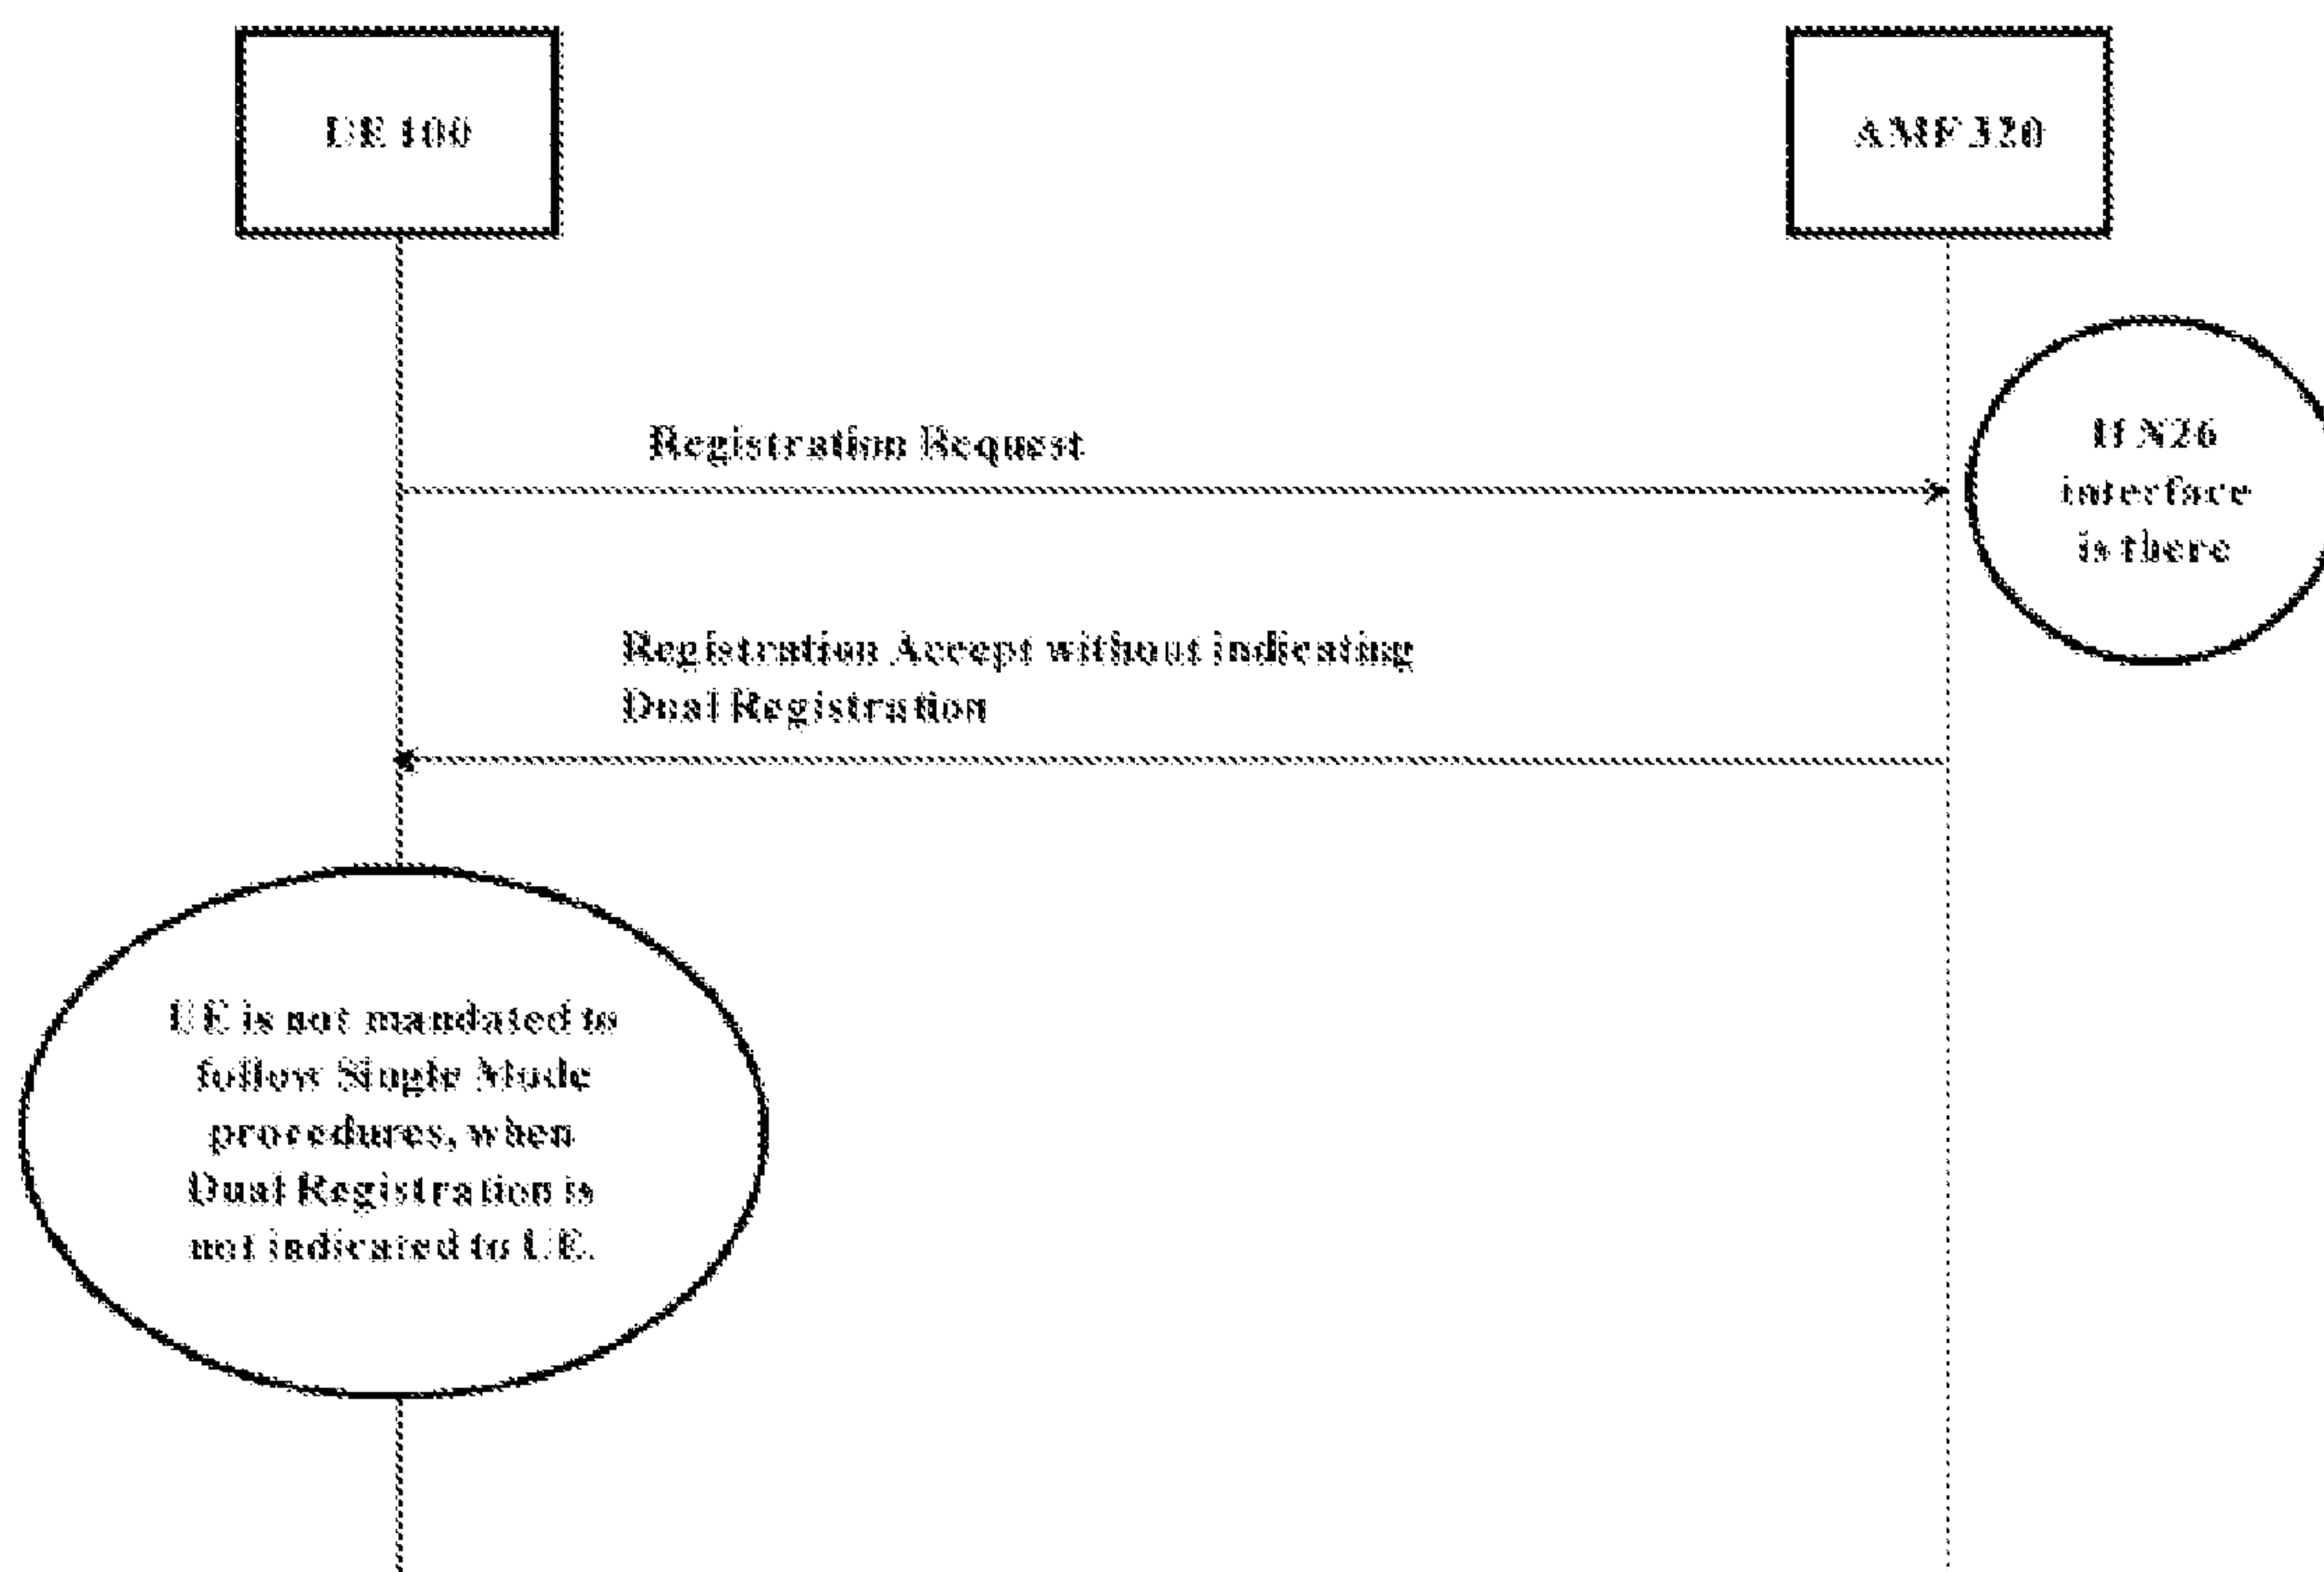 UE 100
AMF 320
If N26
interface
is there
Registration Request
Registration Accept without indicating
Dual Registration
UE is not mandated to
follow Single Mode
procedures, when
Dual Registration is
not indicated to UE.